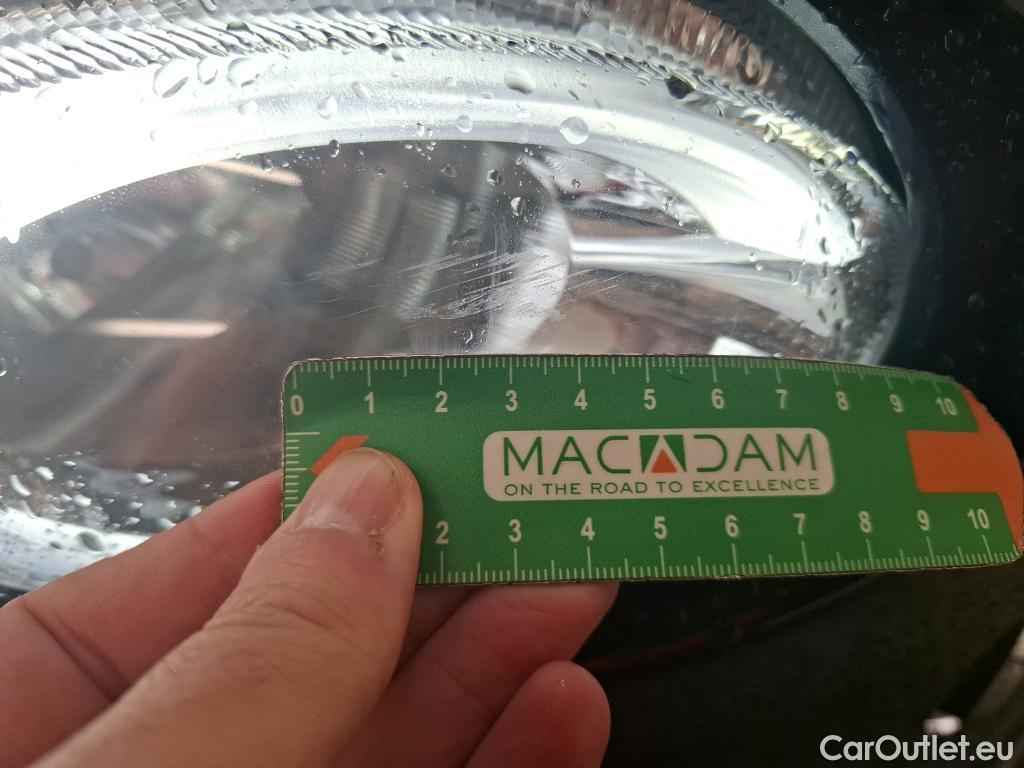 0 1 2 3 4 5 6 7 8 9 10
MACADAM
ON THE ROAD TO EXCELLENCE
2 3 4 5 6 7 8 9 10
CarOutlet.eu